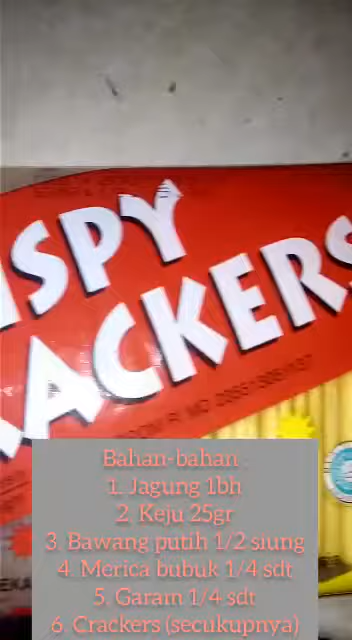 ISPY
RACKERS
Bahan-bahan :
1. Jagung 1bh
2. Keju 25gr
3. Bawang putih 1/2 siung
4. Merica bubuk 1/4 sdt
5. Garam 1/4 sdt
6. Crackers (secukupnya)